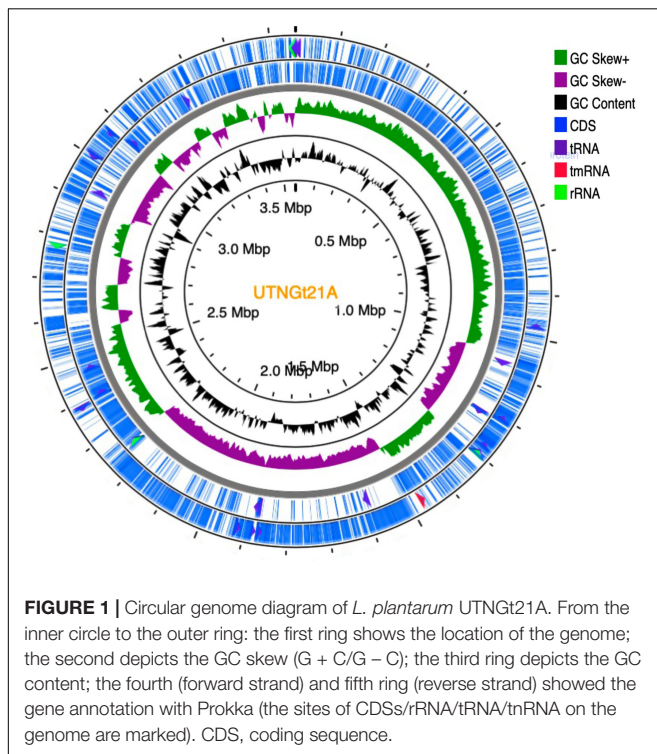 GC Skew+
GC Skew-
GC Content
CDS
tRNA
tmRNA
rRNA
3.5 Mbp
0.5 Mbp
3.0 Mbp
UTNGt21A
2.5 Mbp
1.0 Mbp
2.0 Mbp
1.5 Mbp
FIGURE 1 | Circular genome diagram of L. plantarum UTNGt21A. From the
inner circle to the outer ring: the first ring shows the location of the genome;
the second depicts the GC skew (G + C/G – C); the third ring depicts the GC
content; the fourth (forward strand) and fifth ring (reverse strand) showed the
gene annotation with Prokka (the sites of CDSs/rRNA/tRNA/tnRNA on the
genome are marked). CDS, coding sequence.